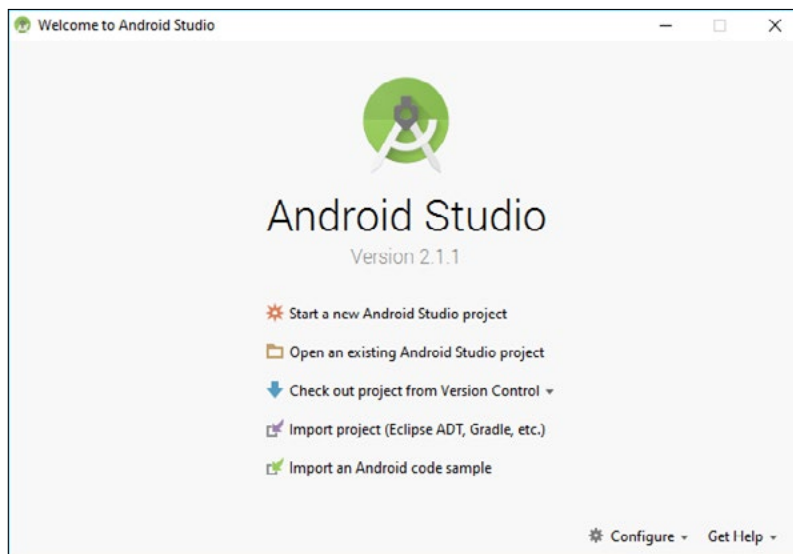 Welcome to Android Studio
Android Studio
Version 2.1.1
Start a new Android Studio project
Open an existing Android Studio project
Check out project from Version Control
Import project (Eclipse ADT, Gradle, etc.)
Import an Android code sample
Configure Get Help